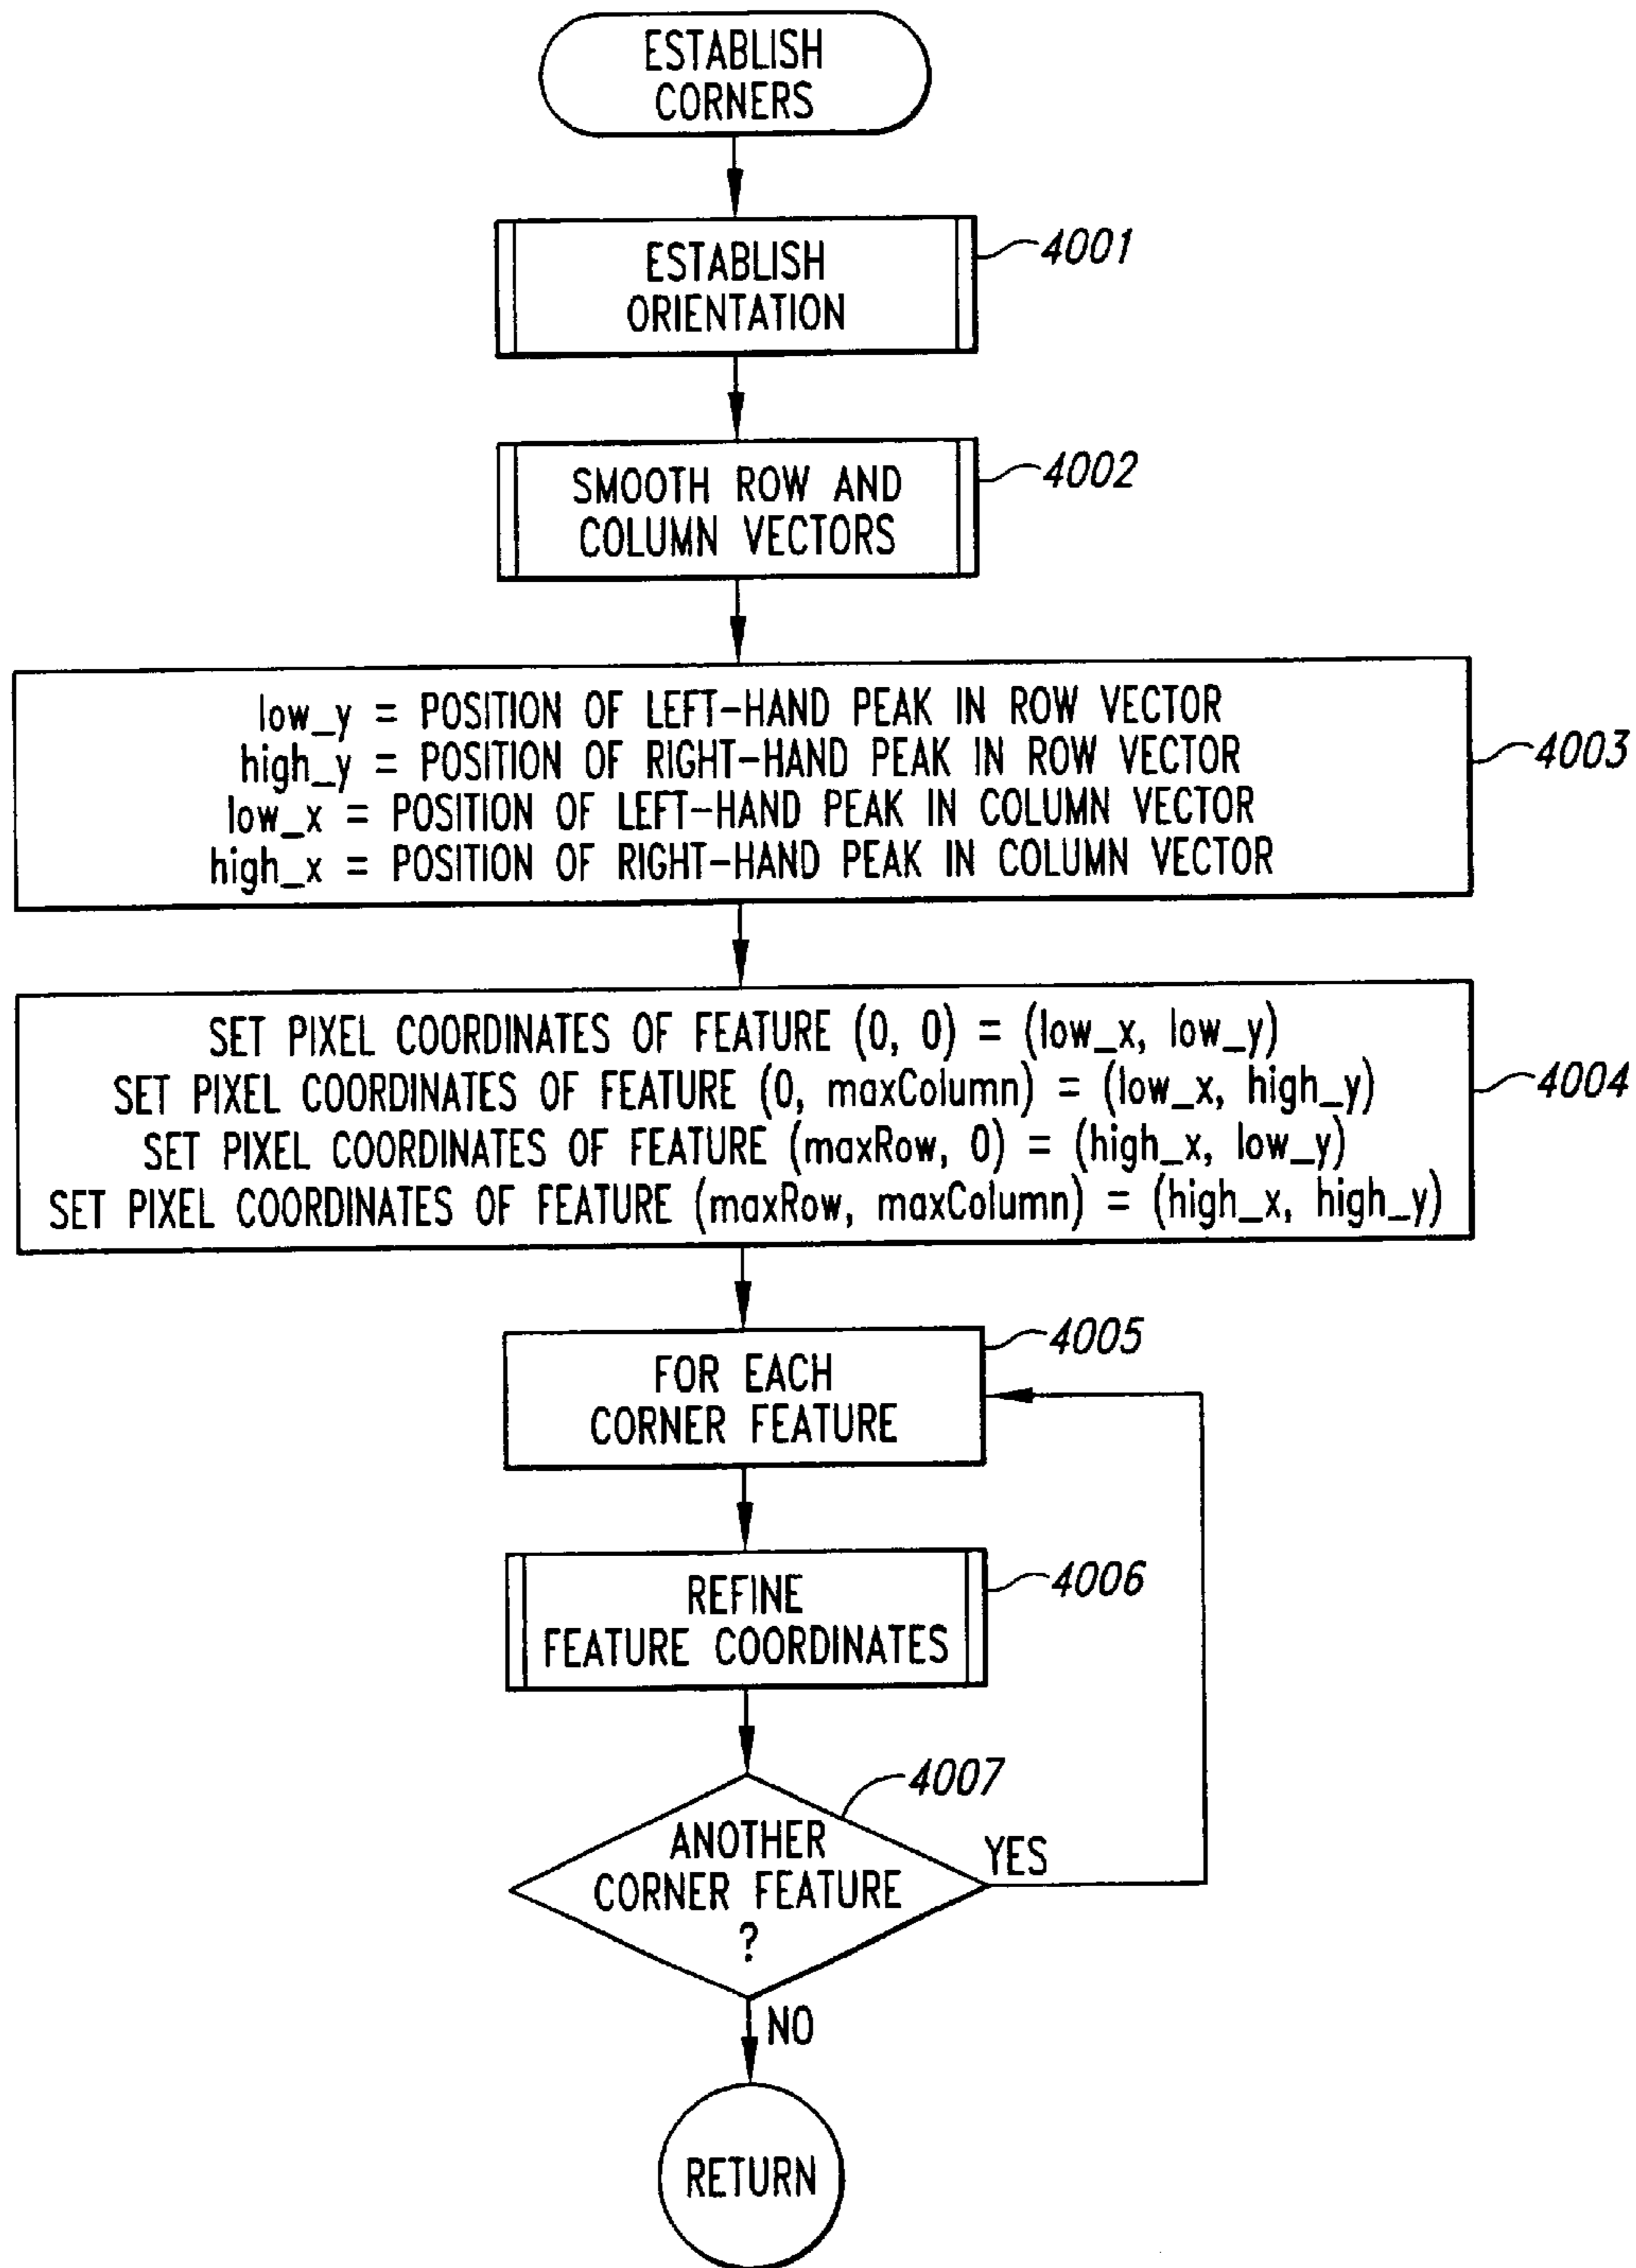 ESTABLISH
CORNERS
ESTABLISH
ORIENTATION
4001
SMOOTH ROW AND
COLUMN VECTORS
4002
low_y = POSITION OF LEFT-HAND PEAK IN ROW VECTOR
high_y = POSITION OF RIGHT-HAND PEAK IN ROW VECTOR
low_x = POSITION OF LEFT-HAND PEAK IN COLUMN VECTOR
high_x = POSITION OF RIGHT-HAND PEAK IN COLUMN VECTOR
4003
SET PIXEL COORDINATES OF FEATURE (0, 0) = (low_x, low_y)
SET PIXEL COORDINATES OF FEATURE (0, maxColumn) = (low_x, high_y)
SET PIXEL COORDINATES OF FEATURE (maxRow, 0) = (high_x, low_y)
SET PIXEL COORDINATES OF FEATURE (maxRow, maxColumn) = (high_x, high_y)
4004
FOR EACH
CORNER FEATURE
4005
REFINE
FEATURE COORDINATES
4006
ANOTHER
CORNER FEATURE
?
4007
YES
NO
RETURN